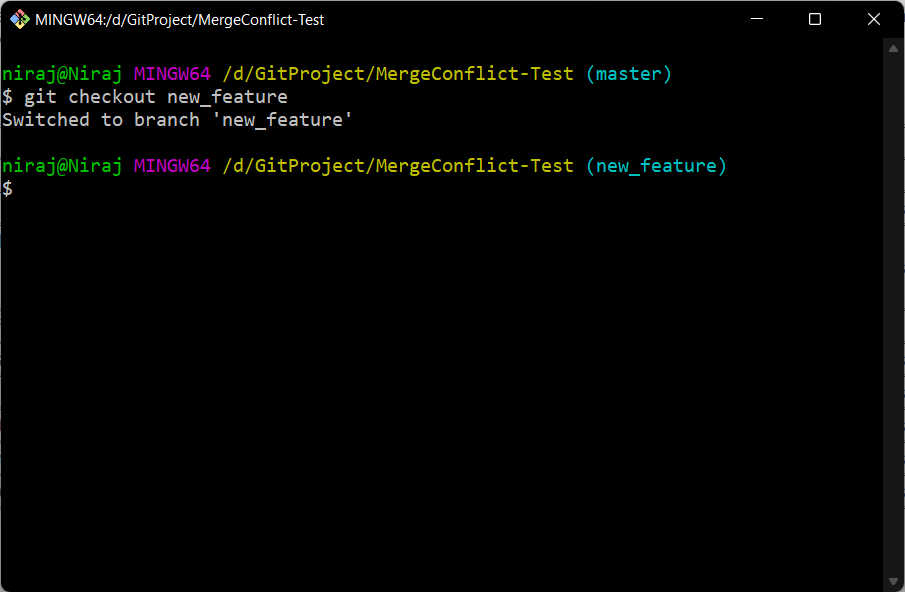 MINGW64:/d/GitProject/MergeConflict-Test
niraj@Niraj MINGW64 /d/GitProject/MergeConflict-Test (master)
$ git checkout new_feature
Switched to branch 'new_feature'
niraj@Niraj MINGW64 /d/GitProject/MergeConflict-Test (new_feature)
$